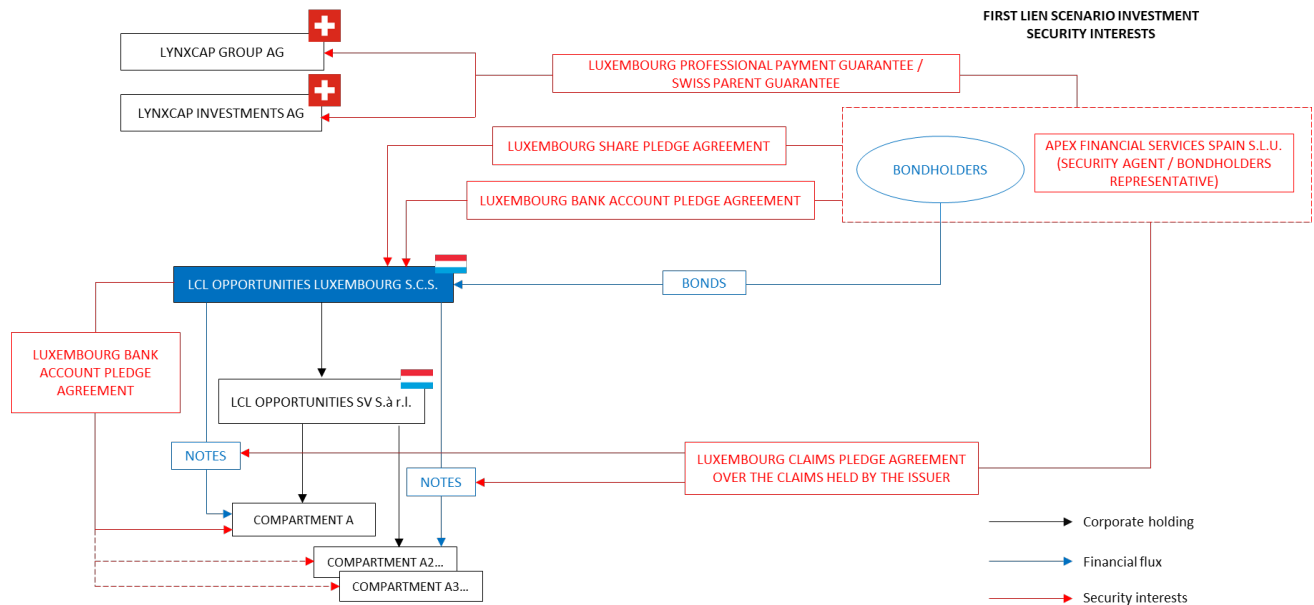 FIRST LIEN SCENARIO INVESTMENT
SECURITY INTERESTS
LYNXCAP GROUP AG
LUXEMBOURG PROFESSIONAL PAYMENT GUARANTEE /
SWISS PARENT GUARANTEE
LYNXCAP INVESTMENTS AG
LUXEMBOURG SHARE PLEDGE AGREEMENT
BONDHOLDERS
APEX FINANCIAL SERVICES SPAIN S.L.U.
(SECURITY AGENT / BONDHOLDERS
REPRESENTATIVE)
LUXEMBOURG BANK ACCOUNT PLEDGE AGREEMENT
LCL OPPORTUNITIES LUXEMBOURG S.C.S.
BONDS
LUXEMBOURG BANK
ACCOUNT PLEDGE
AGREEMENT
LCL OPPORTUNITIES SV S.à r.l.
NOTES
NOTES
LUXEMBOURG CLAIMS PLEDGE AGREEMENT
OVER THE CLAIMS HELD BY THE ISSUER
COMPARTMENT A
COMPARTMENT A2...
COMPARTMENT A3...
Corporate holding
Financial flux
Security interests